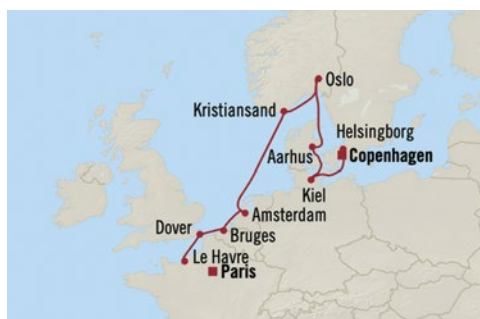 Oslo
Kristiansand
Helsingborg
Aarhus
Copenhagen
Kiel
Amsterdam
Dover
Bruges
Le Havre
Paris